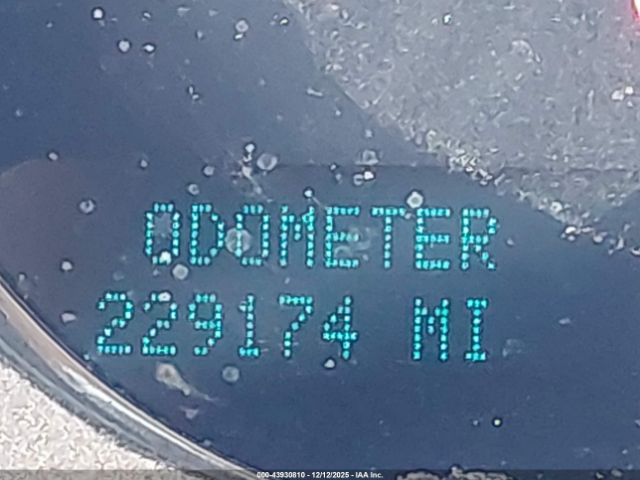 ODOMETER
229174 MI
000-43930810 - 12/12/2025 - IAA Inc.